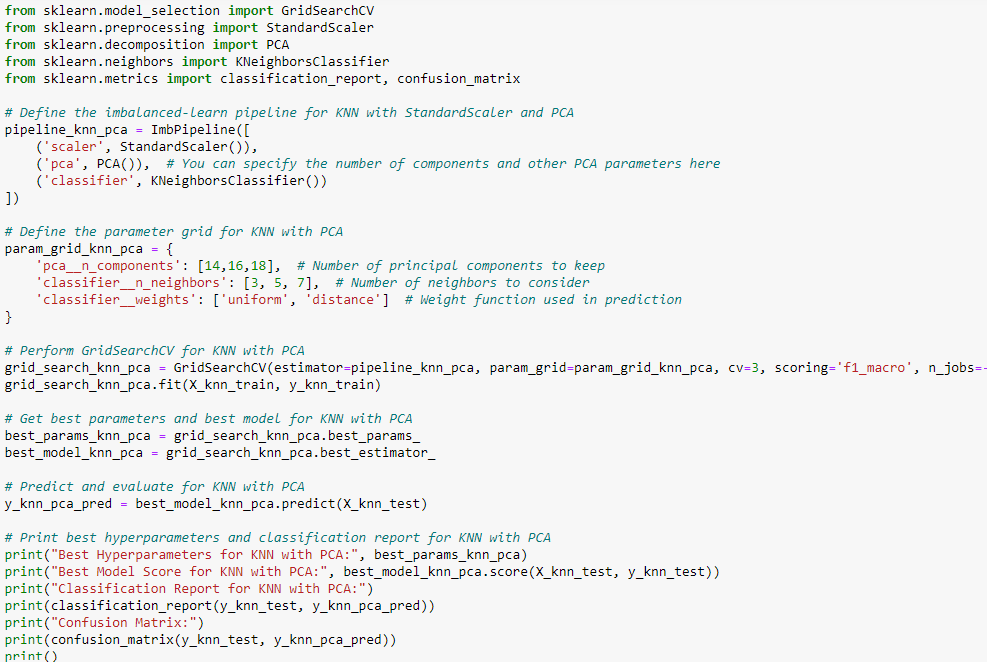 from sklearn.model_selection import GridSearchCV
from sklearn.preprocessing import StandardScaler
from sklearn.decomposition import PCA
from sklearn.neighbors import KNeighborsClassifier
from sklearn.metrics import classification_report, confusion_matrix

# Define the imbalanced-learn pipeline for KNN with StandardScaler and PCA
pipeline_knn_pca = ImbPipeline([
    ('scaler', StandardScaler()),
    ('pca', PCA()),  # You can specify the number of components and other PCA parameters here
    ('classifier', KNeighborsClassifier())
])

# Define the parameter grid for KNN with PCA
param_grid_knn_pca = {
    'pca__n_components': [14,16,18],  # Number of principal components to keep
    'classifier__n_neighbors': [3, 5, 7],  # Number of neighbors to consider
    'classifier__weights': ['uniform', 'distance']  # Weight function used in prediction
}

# Perform GridSearchCV for KNN with PCA
grid_search_knn_pca = GridSearchCV(estimator=pipeline_knn_pca, param_grid=param_grid_knn_pca, cv=3, scoring='f1_macro', n_jobs=-
grid_search_knn_pca.fit(X_knn_train, y_knn_train)

# Get best parameters and best model for KNN with PCA
best_params_knn_pca = grid_search_knn_pca.best_params_
best_model_knn_pca = grid_search_knn_pca.best_estimator_

# Predict and evaluate for KNN with PCA
y_knn_pca_pred = best_model_knn_pca.predict(X_knn_test)

# Print best hyperparameters and classification report for KNN with PCA
print("Best Hyperparameters for KNN with PCA:", best_params_knn_pca)
print("Best Model Score for KNN with PCA:", best_model_knn_pca.score(X_knn_test, y_knn_test))
print("Classification Report for KNN with PCA:")
print(classification_report(y_knn_test, y_knn_pca_pred))
print("Confusion Matrix:")
print(confusion_matrix(y_knn_test, y_knn_pca_pred))
print()